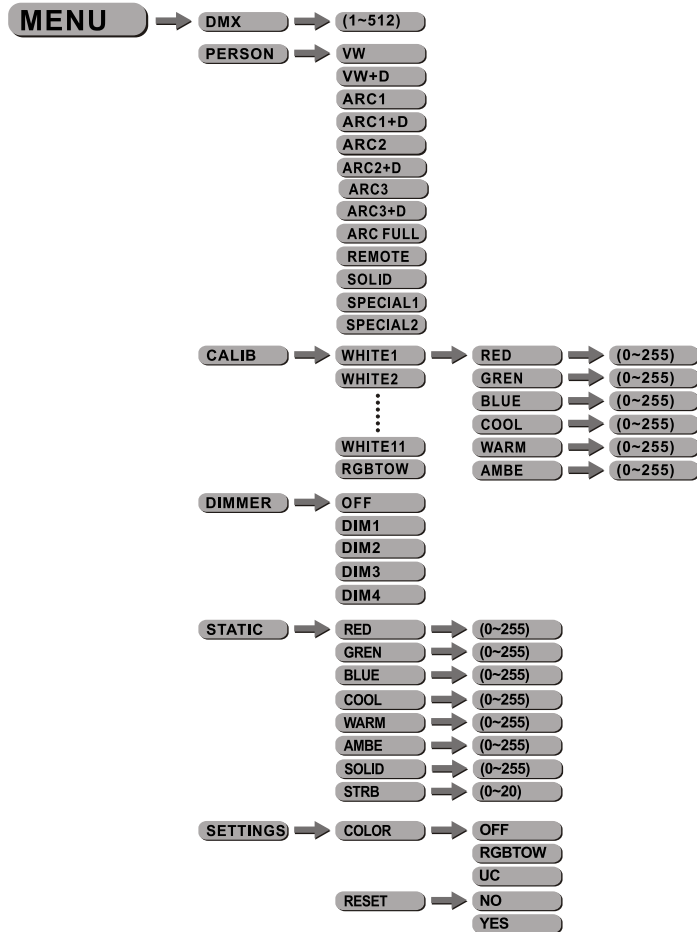 MENU DMX (1~512)
PERSON VW
VW+D
ARC1
ARC1+D
ARC2
ARC2+D
ARC3
ARC3+D
ARC FULL
REMOTE
SOLID
SPECIAL1
SPECIAL2
CALIB WHITE1 RED (0~255)
WHITE2 GREN (0~255)
BLUE (0~255)
COOL (0~255)
WHITE11 WARM (0~255)
RGBTOW AMBE (0~255)
DIMMER OFF
DIM1
DIM2
DIM3
DIM4
STATIC RED (0~255)
GREN (0~255)
BLUE (0~255)
COOL (0~255)
WARM (0~255)
AMBE (0~255)
SOLID (0~255)
STRB (0~20)
SETTINGS COLOR OFF
RGBTOW
UC
RESET NO
YES